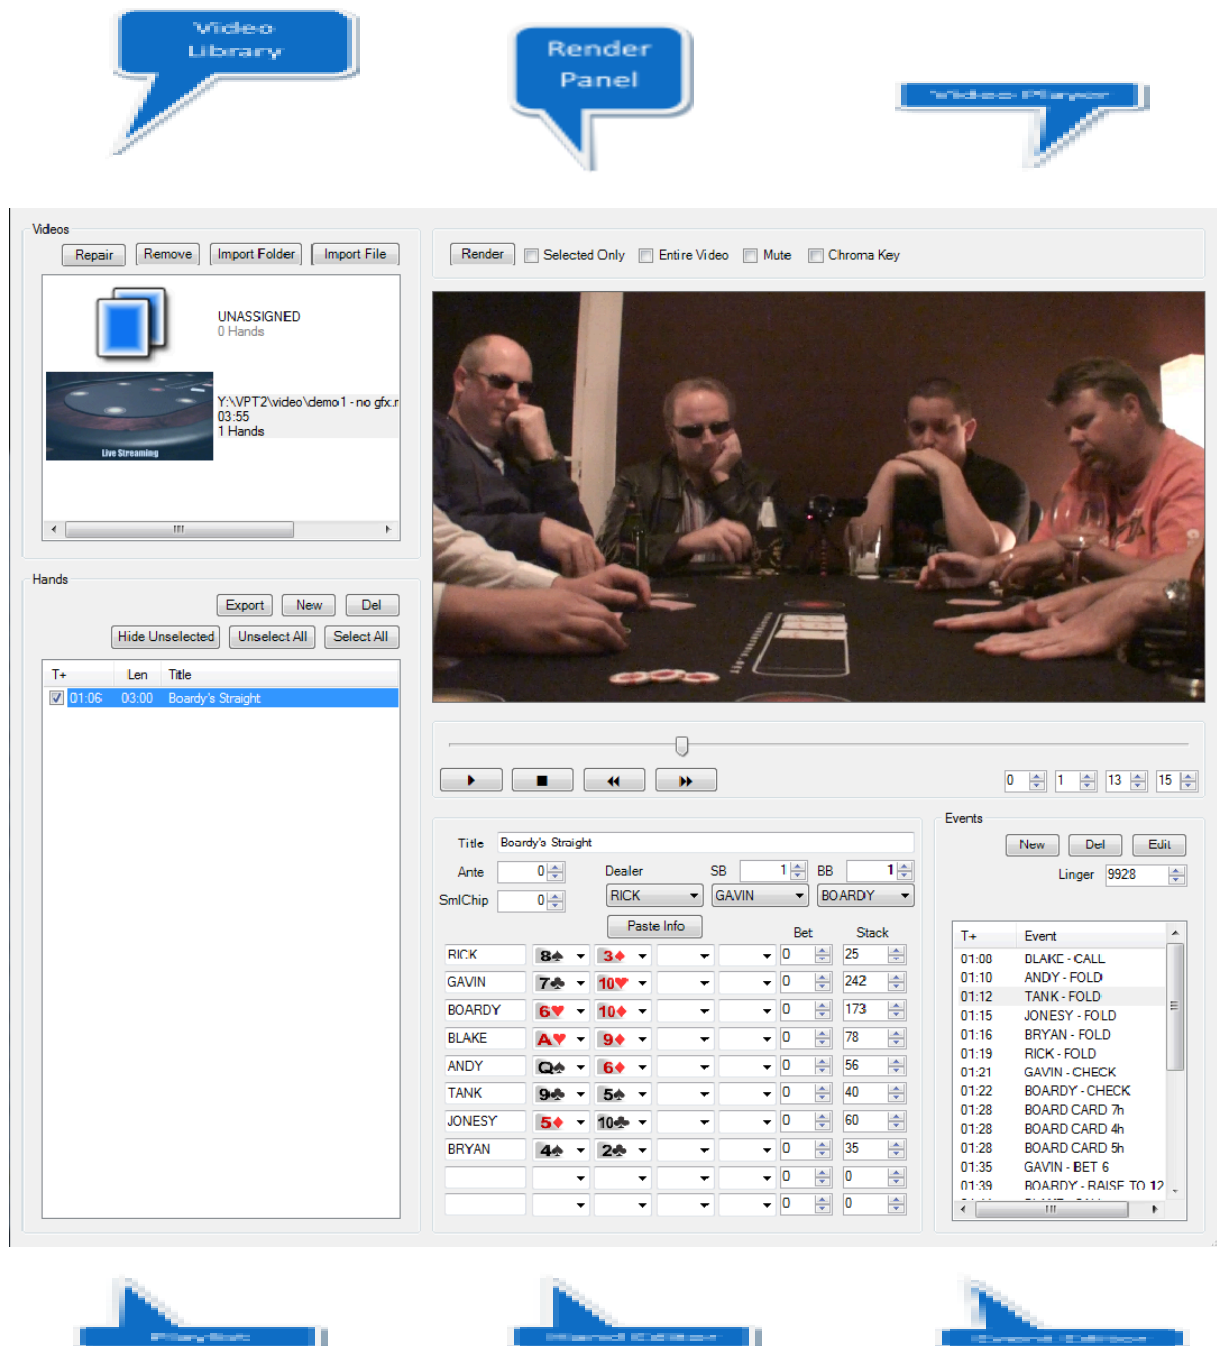 Video
Library
Render
Panel
Video Player
Videos
Repair Remove Import Folder Import File
UNASSIGNED
0 Hands
Y:\VPT2\video\demo1 - no gfx.r
03:55
1 Hands
Live Streaming
Render Selected Only Entire Video Mute Chroma Key
Hands
Export New Del
Hide Unselected Unselect All Select All
T+ Len Title
01:06 03:00 Boardy's Straight
0 1 13 15
Title Boardy's Straight
Ante 0 Dealer SB 1 BB 1
SmlChip 0 RICK GAVIN BOARDY
Paste Info
Bet Stack
RICK 8♠ 3♦ 0 25
GAVIN 7♣ 10♥ 0 242
BOARDY 6♥ 10♦ 0 173
BLAKE A♥ 9♦ 0 78
ANDY Q♠ 6♦ 0 56
TANK 9♣ 5♠ 0 40
JONESY 5♦ 10♣ 0 60
BRYAN 4♠ 2♣ 0 35
0 0
0 0
Events
New Del Edit
Linger 9928
T+ Event
01:08 BLAKE - CALL
01:10 ANDY - FOLD
01:12 TANK - FOLD
01:15 JONESY - FOLD
01:16 BRYAN - FOLD
01:19 RICK - FOLD
01:21 GAVIN - CHECK
01:22 BOARDY - CHECK
01:28 BOARD CARD 7h
01:28 BOARD CARD 4h
01:28 BOARD CARD 5h
01:35 GAVIN - BET 6
01:39 BOARDY - RAISE TO 12
Hand Editor
Event Editor